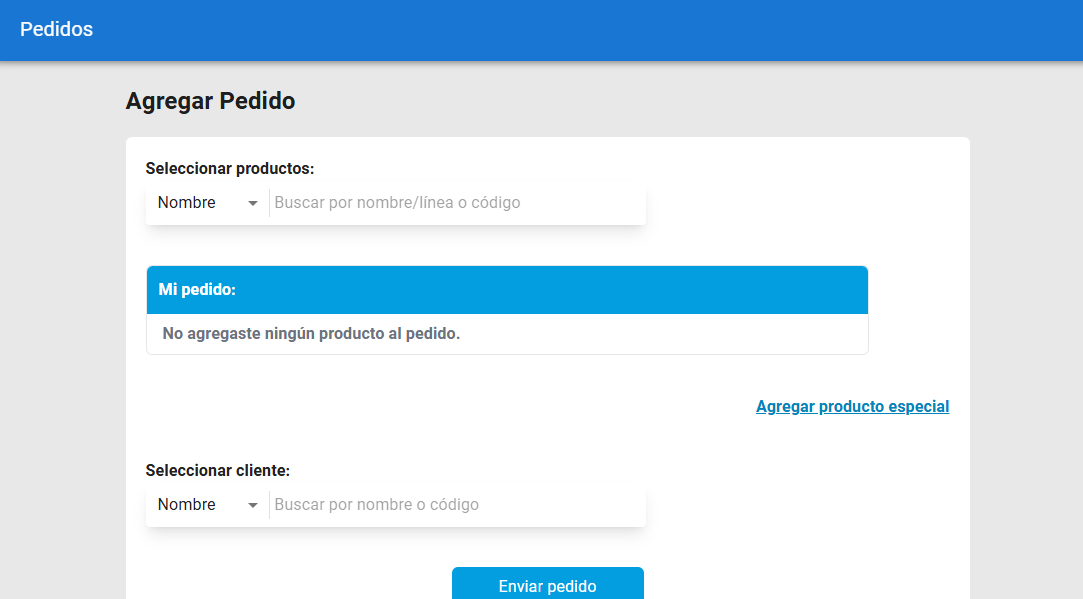 Pedidos
Agregar Pedido
Seleccionar productos:
Nombre Buscar por nombre/línea o código
Mi pedido:
No agregaste ningún producto al pedido.
Agregar producto especial
Seleccionar cliente:
Nombre Buscar por nombre o código
Enviar pedido